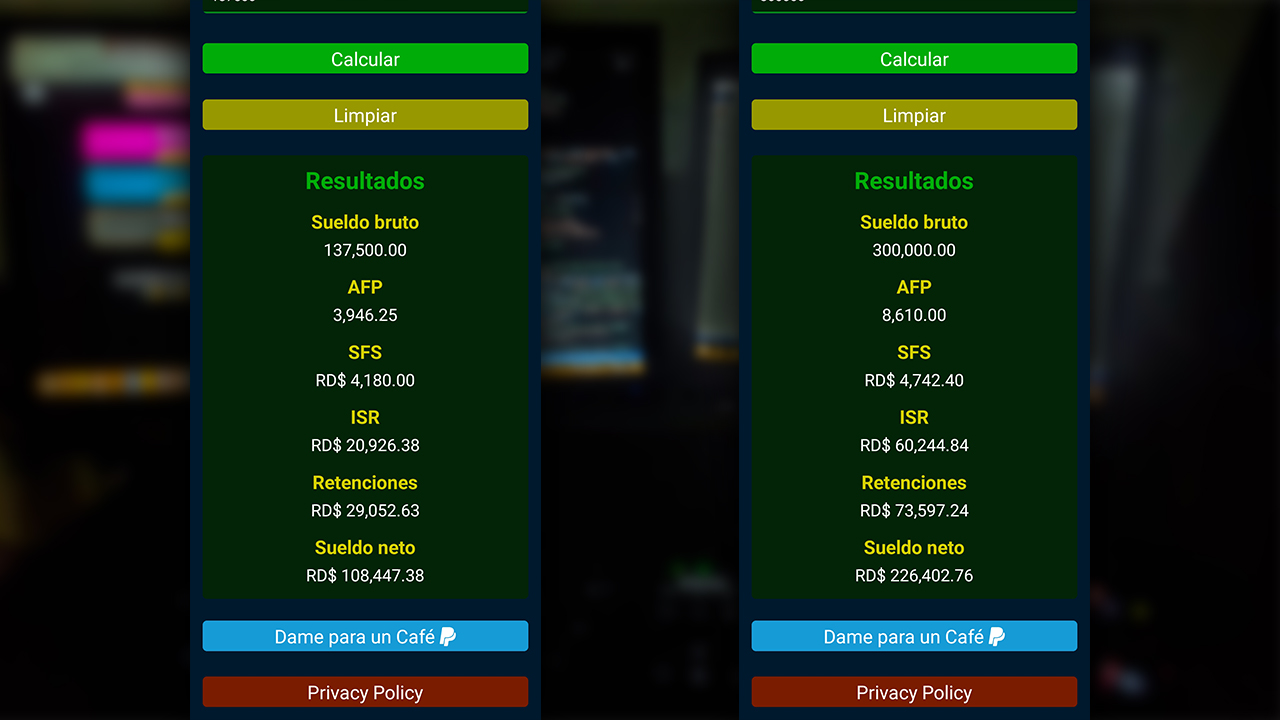 Calcular
Limpiar
Resultados
Sueldo bruto
137,500.00
AFP
3,946.25
SFS
RD$ 4,180.00
ISR
RD$ 20,926.38
Retenciones
RD$ 29,052.63
Sueldo neto
RD$ 108,447.38
Dame para un Café
Privacy Policy
Calcular
Limpiar
Resultados
Sueldo bruto
300,000.00
AFP
8,610.00
SFS
RD$ 4,742.40
ISR
RD$ 60,244.84
Retenciones
RD$ 73,597.24
Sueldo neto
RD$ 226,402.76
Dame para un Café
Privacy Policy